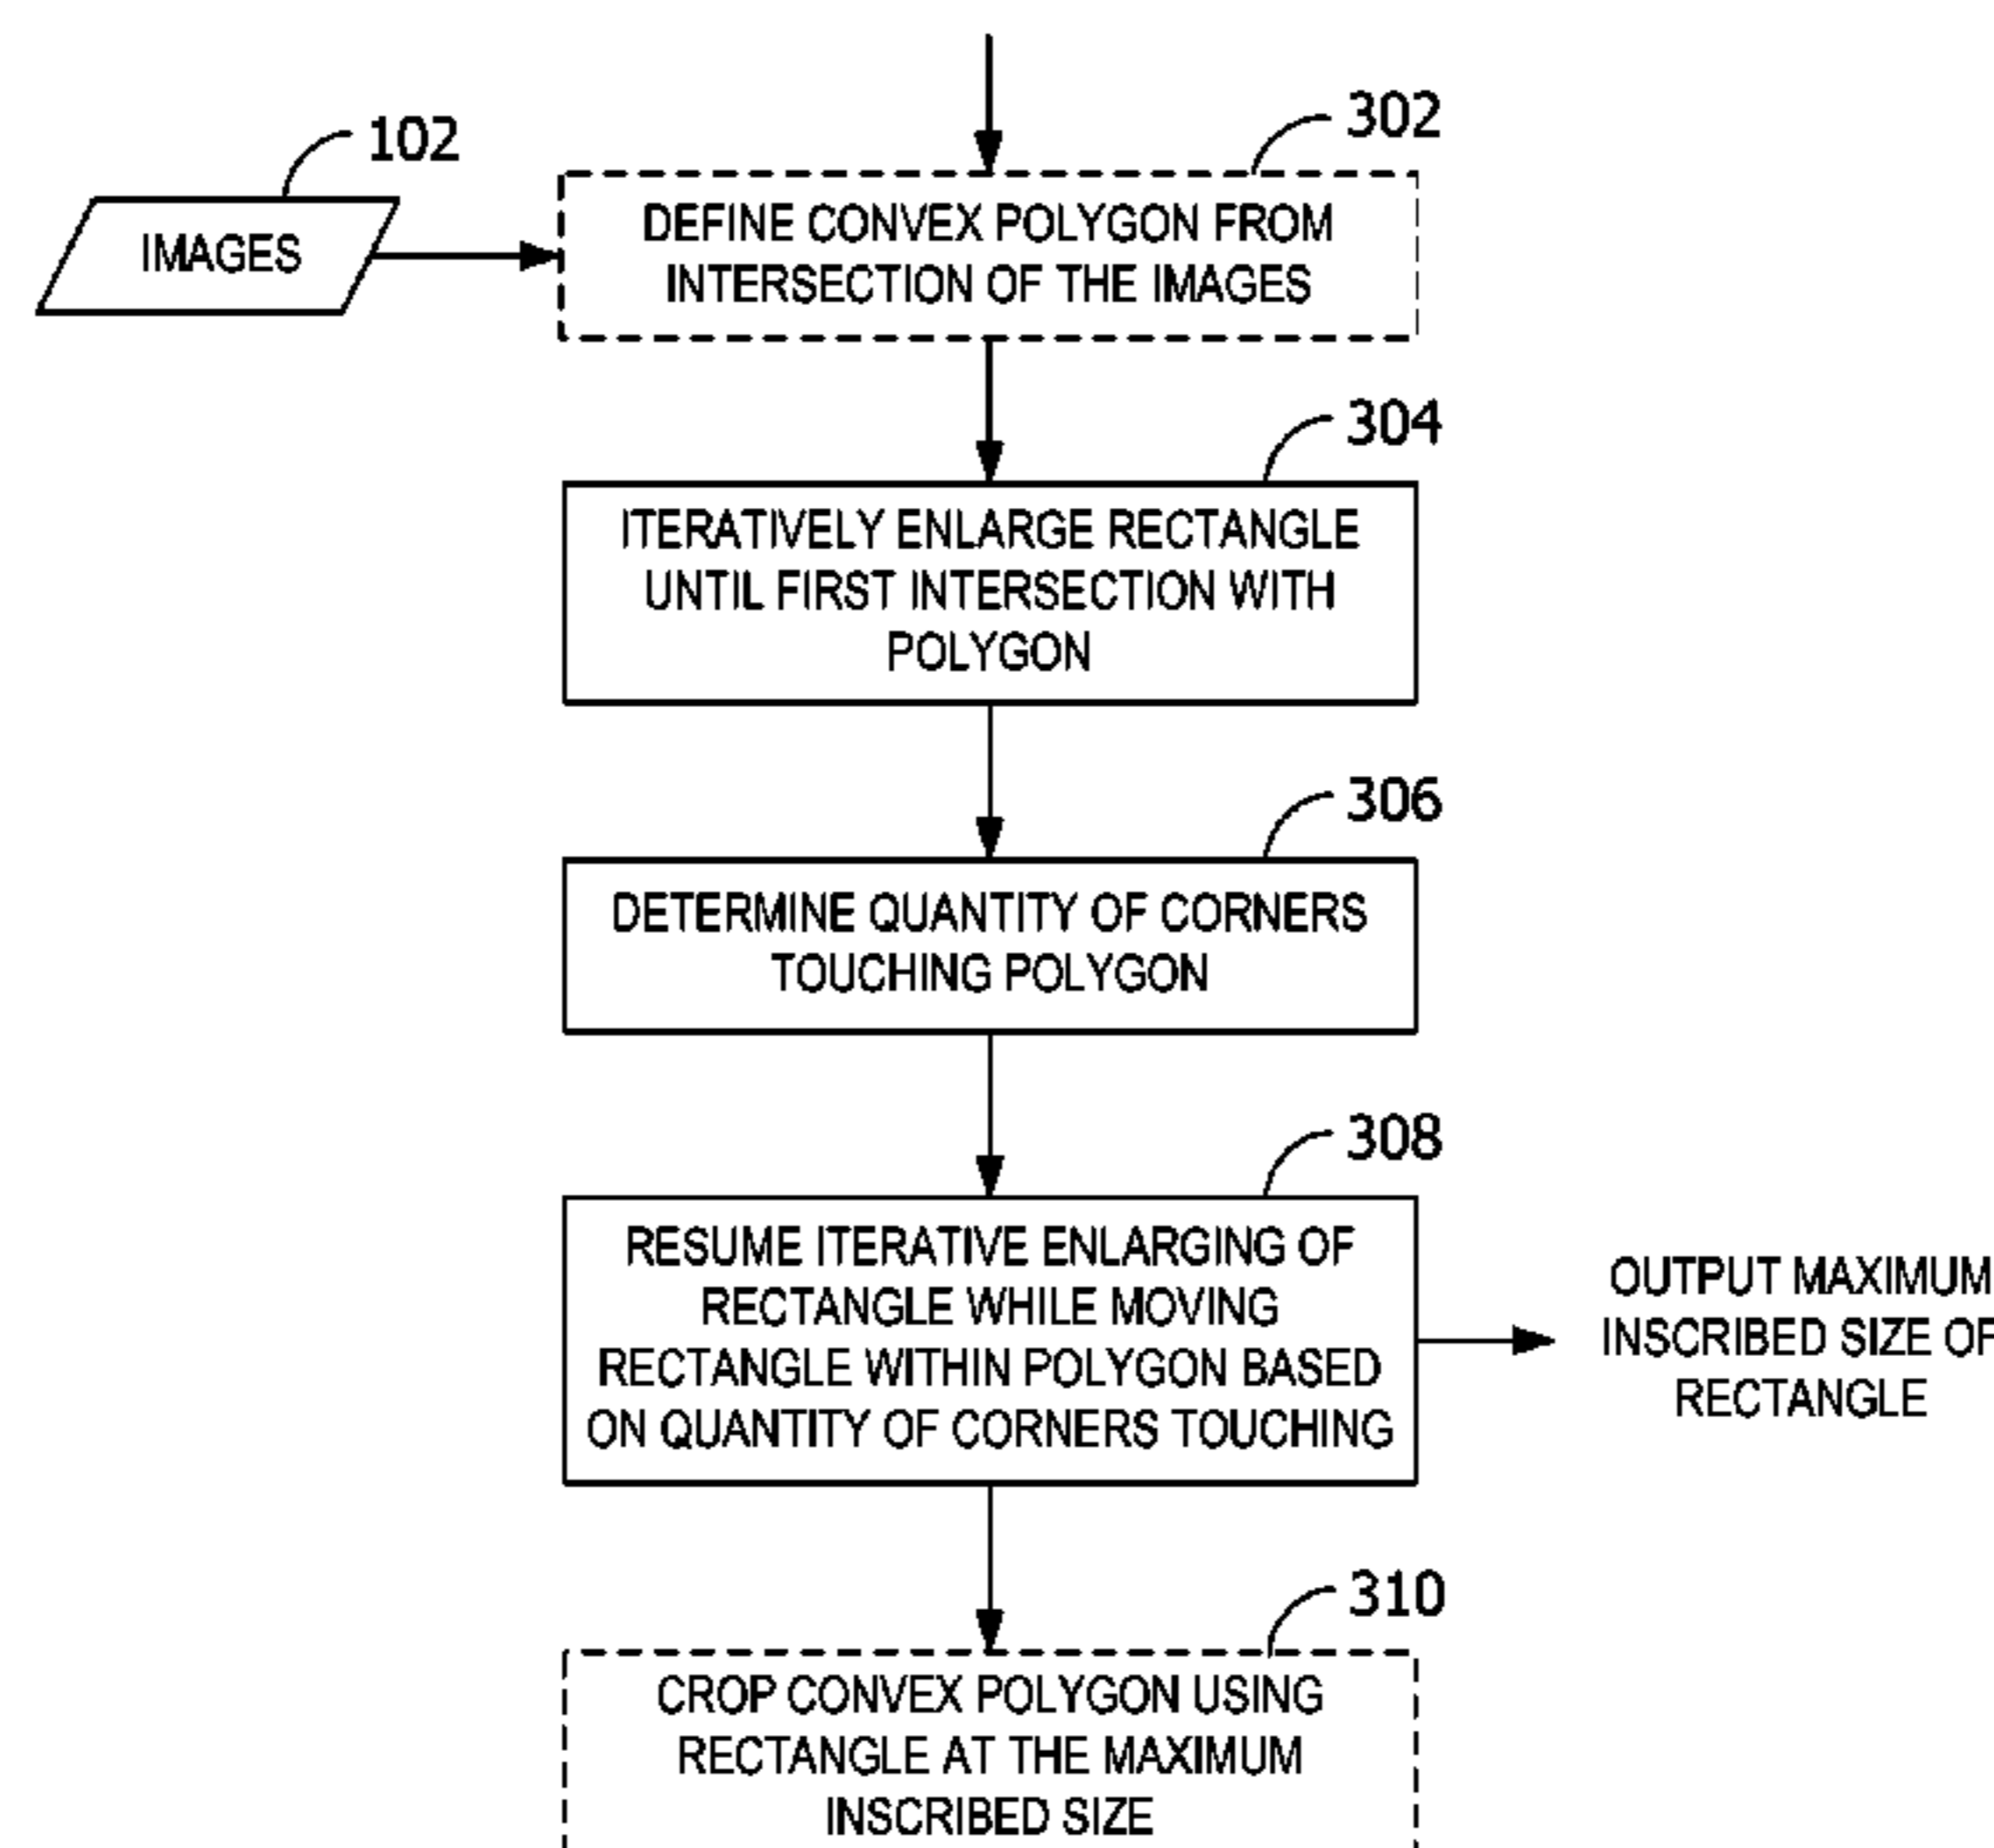 302
102
DEFINE CONVEX POLYGON FROM
INTERSECTION OF THE IMAGES
IMAGES
304
ITERATIVELY ENLARGE RECTANGLE
UNTIL FIRST INTERSECTION WITH
POLYGON
306
DETERMINE QUANTITY OF CORNERS
TOUCHING POLYGON
308
RESUME ITERATIVE ENLARGING OF
RECTANGLE WHILE MOVING
RECTANGLE WITHIN POLYGON BASED
ON QUANTITY OF CORNERS TOUCHING
OUTPUT MAXIMUM
INSCRIBED SIZE OF
RECTANGLE
310
CROP CONVEX POLYGON USING
RECTANGLE AT THE MAXIMUM
INSCRIBED SIZE